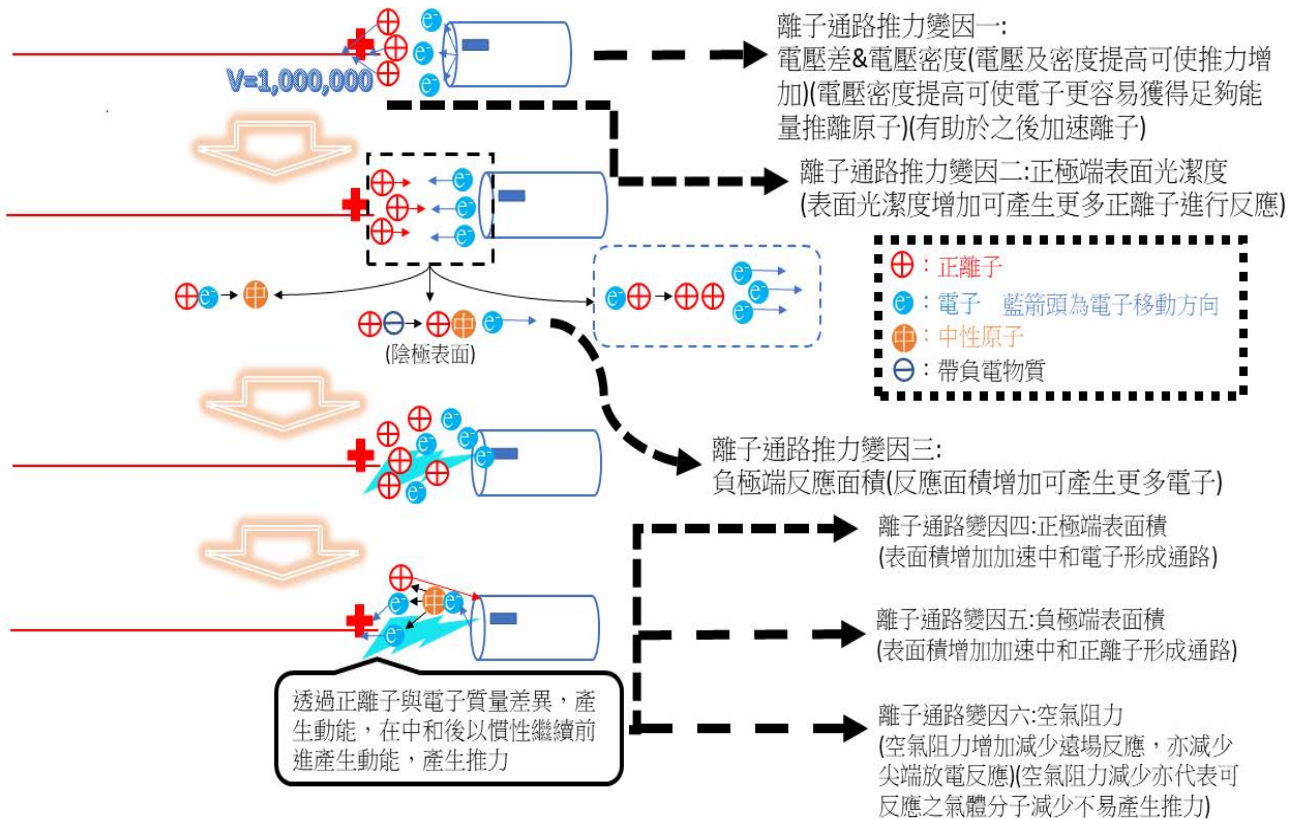 離子通路推力變因一:
電壓差&電壓密度(電壓及密度提高可使推力增
加)(電壓密度提高可使電子更容易獲得足夠能
量推離原子)(有助於之後加速離子)
V=1,000,000
離子通路推力變因二:正極端表面光潔度
(表面光潔度增加可產生更多正離子進行反應)
⊕:正離子
e⁻:電子 藍箭頭為電子移動方向
中:中性原子
⊖:帶負電物質
(陰極表面)
離子通路推力變因三:
負極端反應面積(反應面積增加可產生更多電子)
離子通路變因四:正極端表面積
(表面積增加加速中和電子形成通路)
離子通路變因五:負極端表面積
(表面積增加加速中和正離子形成通路)
透過正離子與電子質量差異,產
生動能,在中和後以慣性繼續前
進產生動能,產生推力
離子通路變因六:空氣阻力
(空氣阻力增加減少遠場反應,亦減少
尖端放電反應)(空氣阻力減少亦代表可
反應之氣體分子減少不易產生推力)